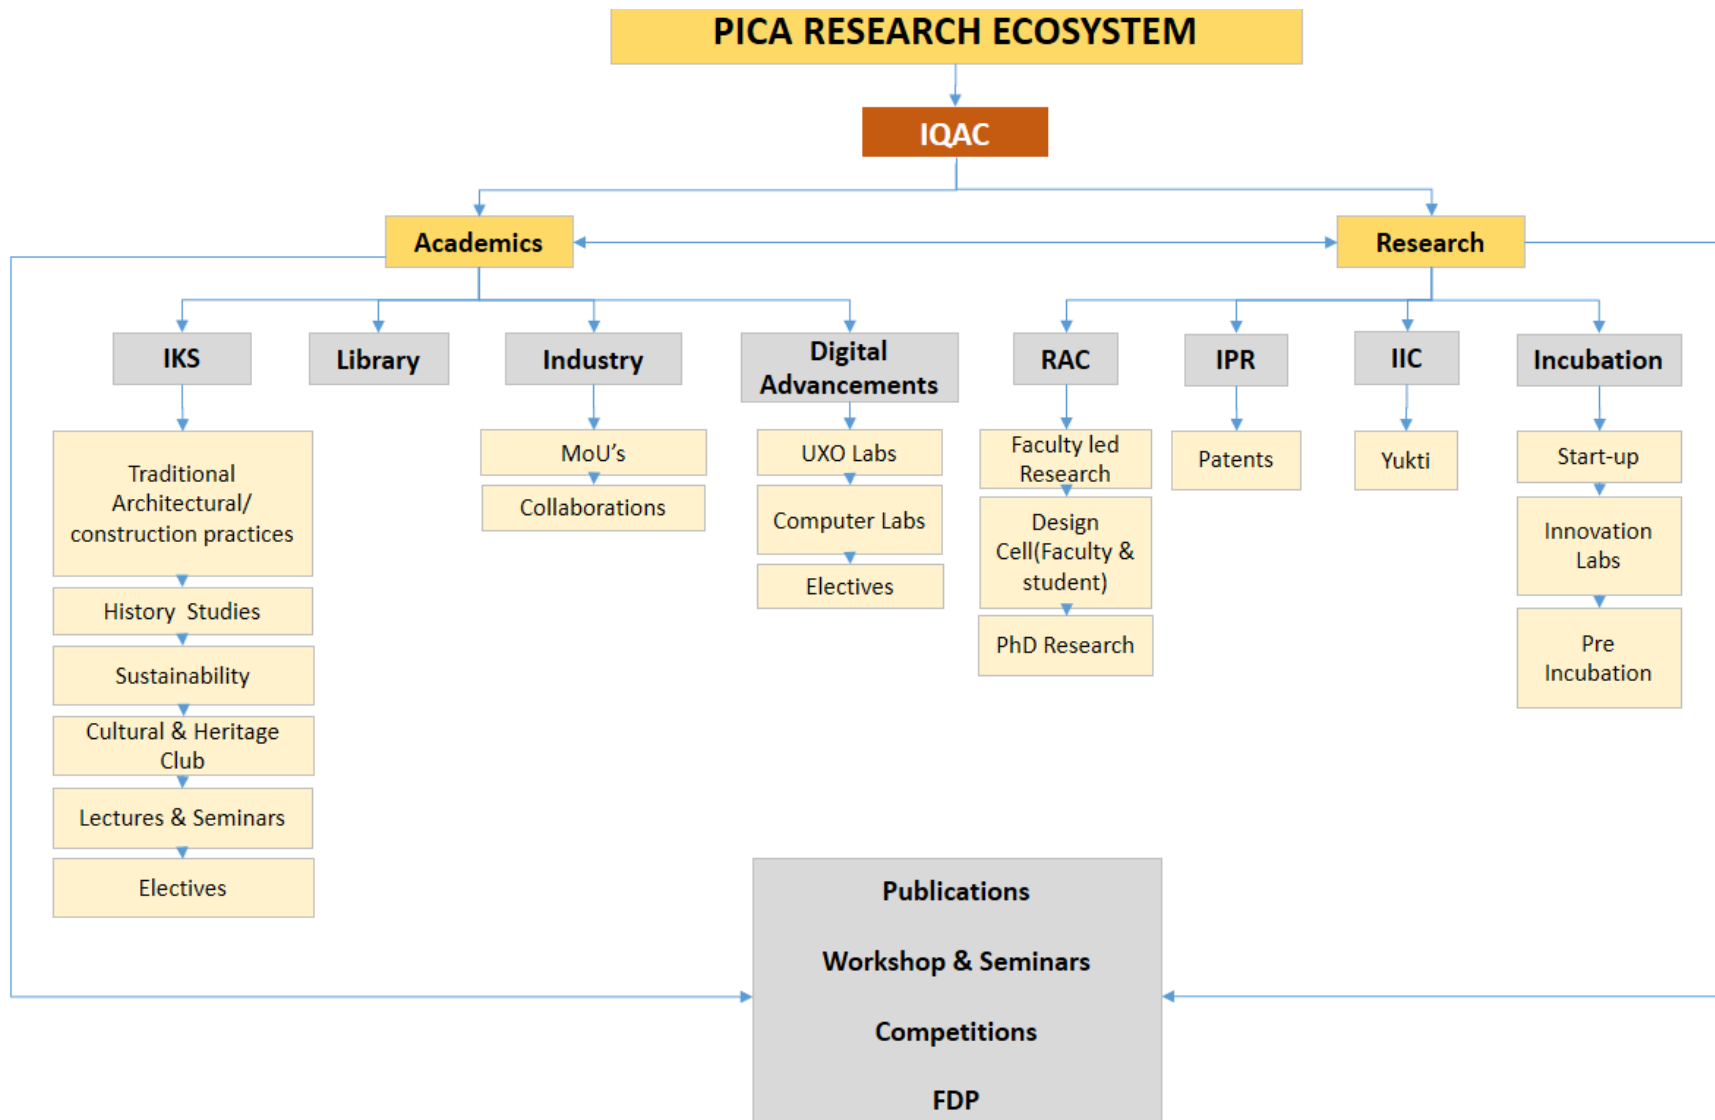 PICA RESEARCH ECOSYSTEM
IQAC
Academics
Research
IKS
Library
Industry
Digital
Advancements
RAC
IPR
IIC
Incubation
Traditional
Architectural/
construction practices
History  Studies
Sustainability
Cultural & Heritage
Club
Lectures & Seminars
Electives
MoU's
Collaborations
UXO Labs
Computer Labs
Electives
Faculty led
Research
Design
Cell(Faculty &
student)
PhD Research
Patents
Yukti
Start-up
Innovation
Labs
Pre
Incubation
Publications
Workshop & Seminars
Competitions
FDP